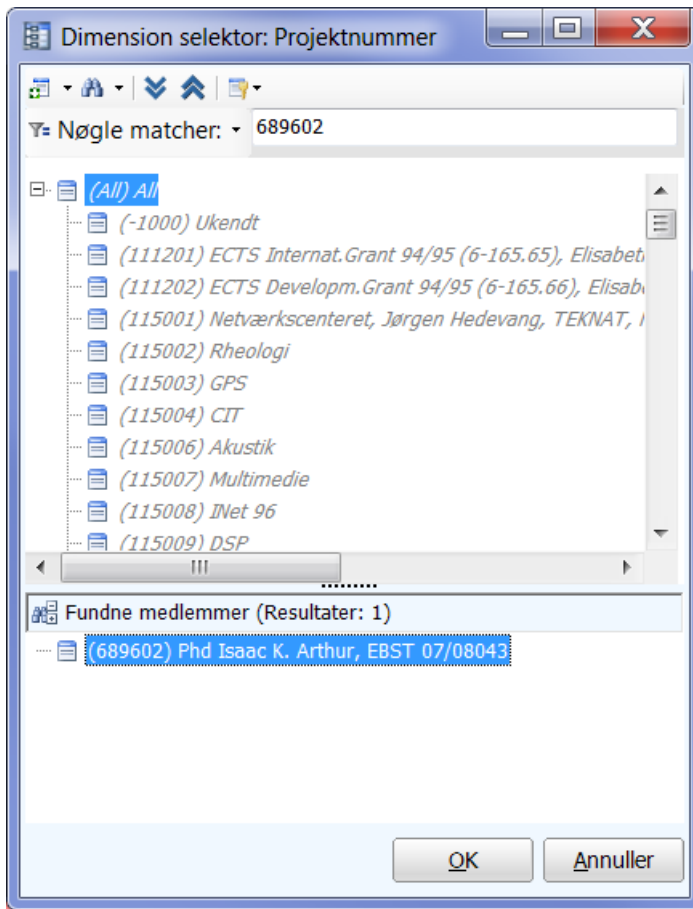 Dimension selektor: Projektnummer
Nøgle matcher: 689602
(All) All
(-1000) Ukendt
(111201) ECTS Internat.Grant 94/95 (6-165.65), Elisabet
(111202) ECTS Developm.Grant 94/95 (6-165.66), Elisab
(115001) Netværkscenteret, Jørgen Hedevang, TEKNAT,
(115002) Rheologi
(115003) GPS
(115004) CIT
(115006) Akustik
(115007) Multimedie
(115008) INet 96
(115009) DSP
Fundne medlemmer (Resultater: 1)
(689602) Phd Isaac K. Arthur, EBST 07/08043
OK Annuller